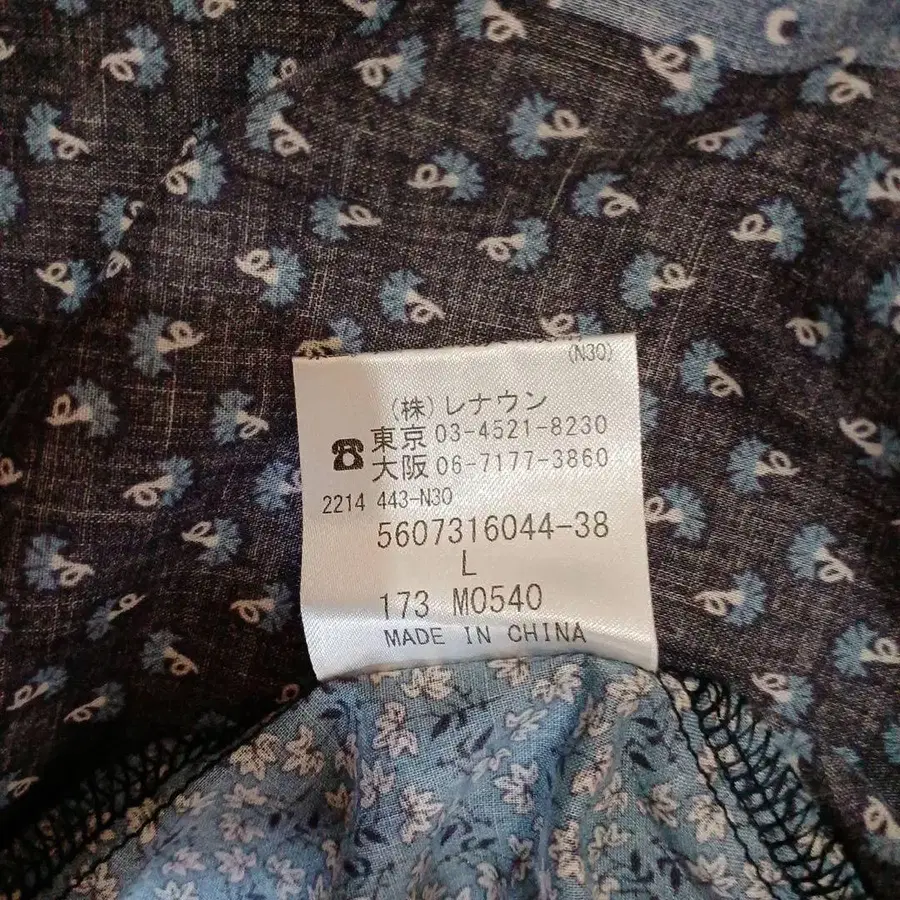 (N30)
(株)レナウン
☎東京 03-4521-8230
大阪 06-7177-3860
2214 443-N30
5607316044-38
L
173 M0540
MADE IN CHINA